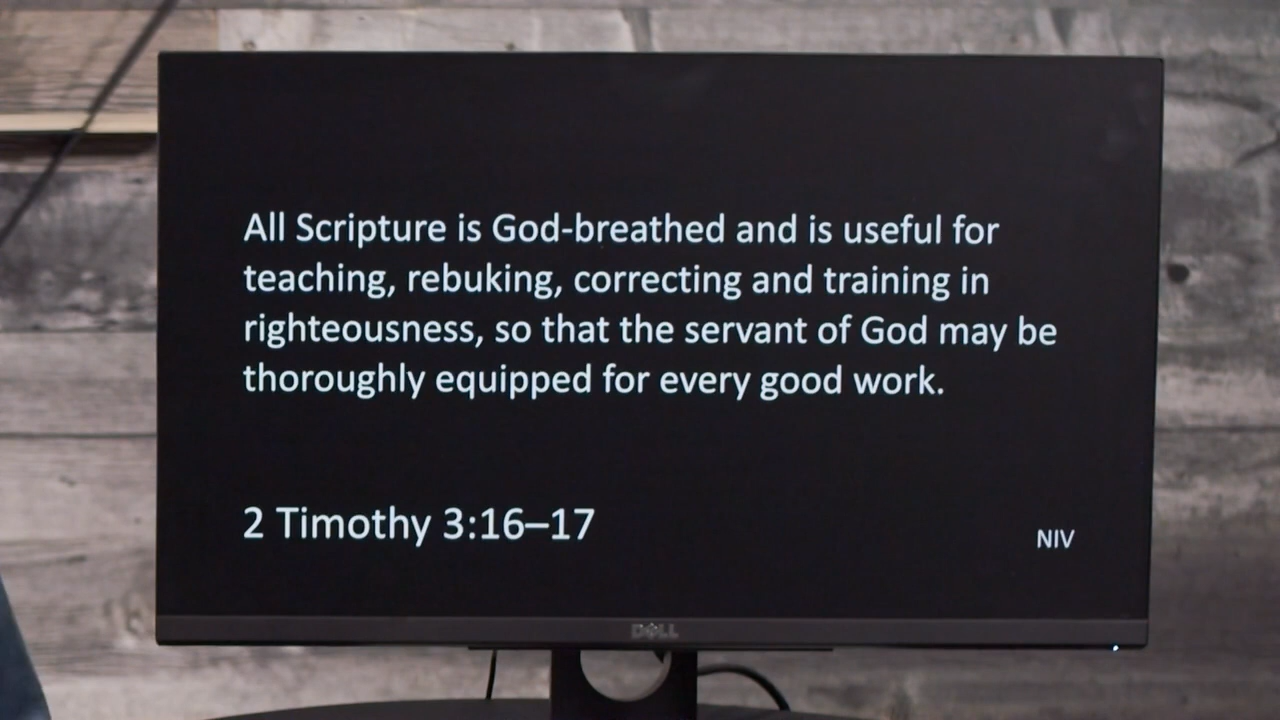 All Scripture is God-breathed and is useful for
teaching, rebuking, correcting and training in
righteousness, so that the servant of God may be
thoroughly equipped for every good work.
2 Timothy 3:16–17
NIV
DELL